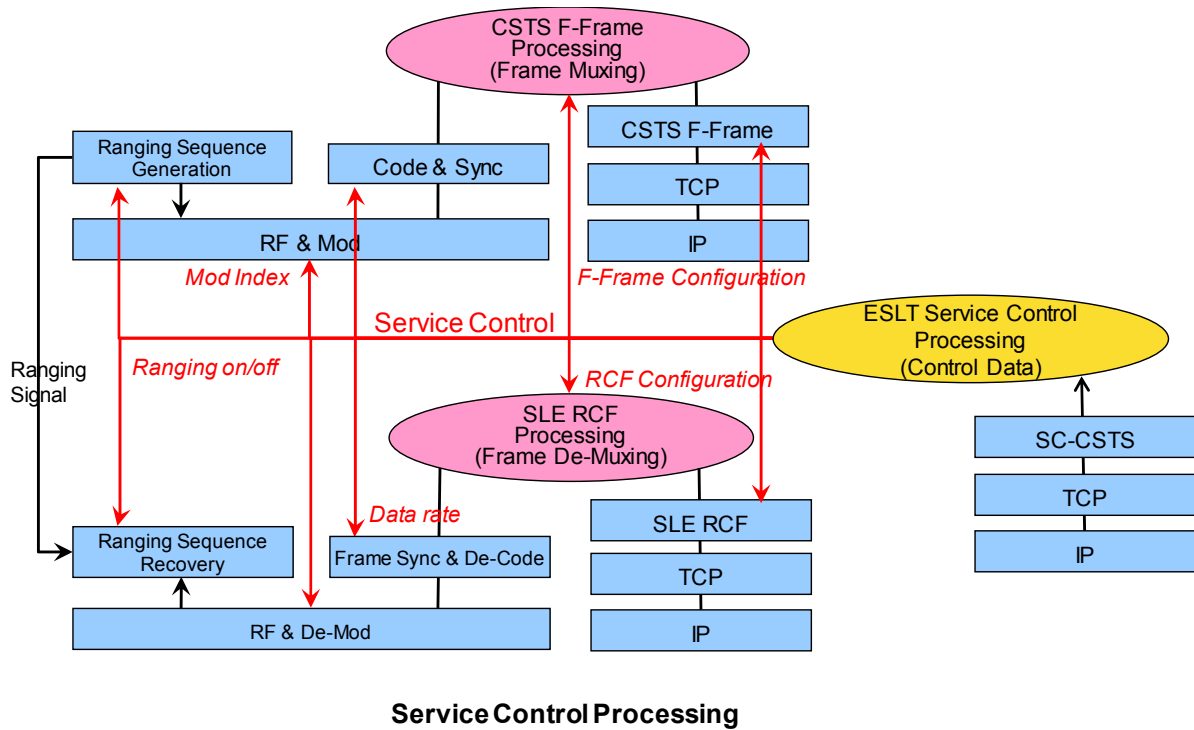 CSTS F-Frame
Processing
(Frame Muxing)
CSTS F-Frame
Ranging Sequence
Generation
Code & Sync
TCP
RF & Mod
IP
Mod Index
F-Frame Configuration
Service Control
ESLT Service Control
Processing
(Control Data)
Ranging
Signal
Ranging on/off
RCF Configuration
SLE RCF
Processing
(Frame De-Muxing)
SC-CSTS
TCP
IP
Data rate
SLE RCF
Ranging Sequence
Recovery
Frame Sync & De-Code
TCP
RF & De-Mod
IP
Service Control Processing